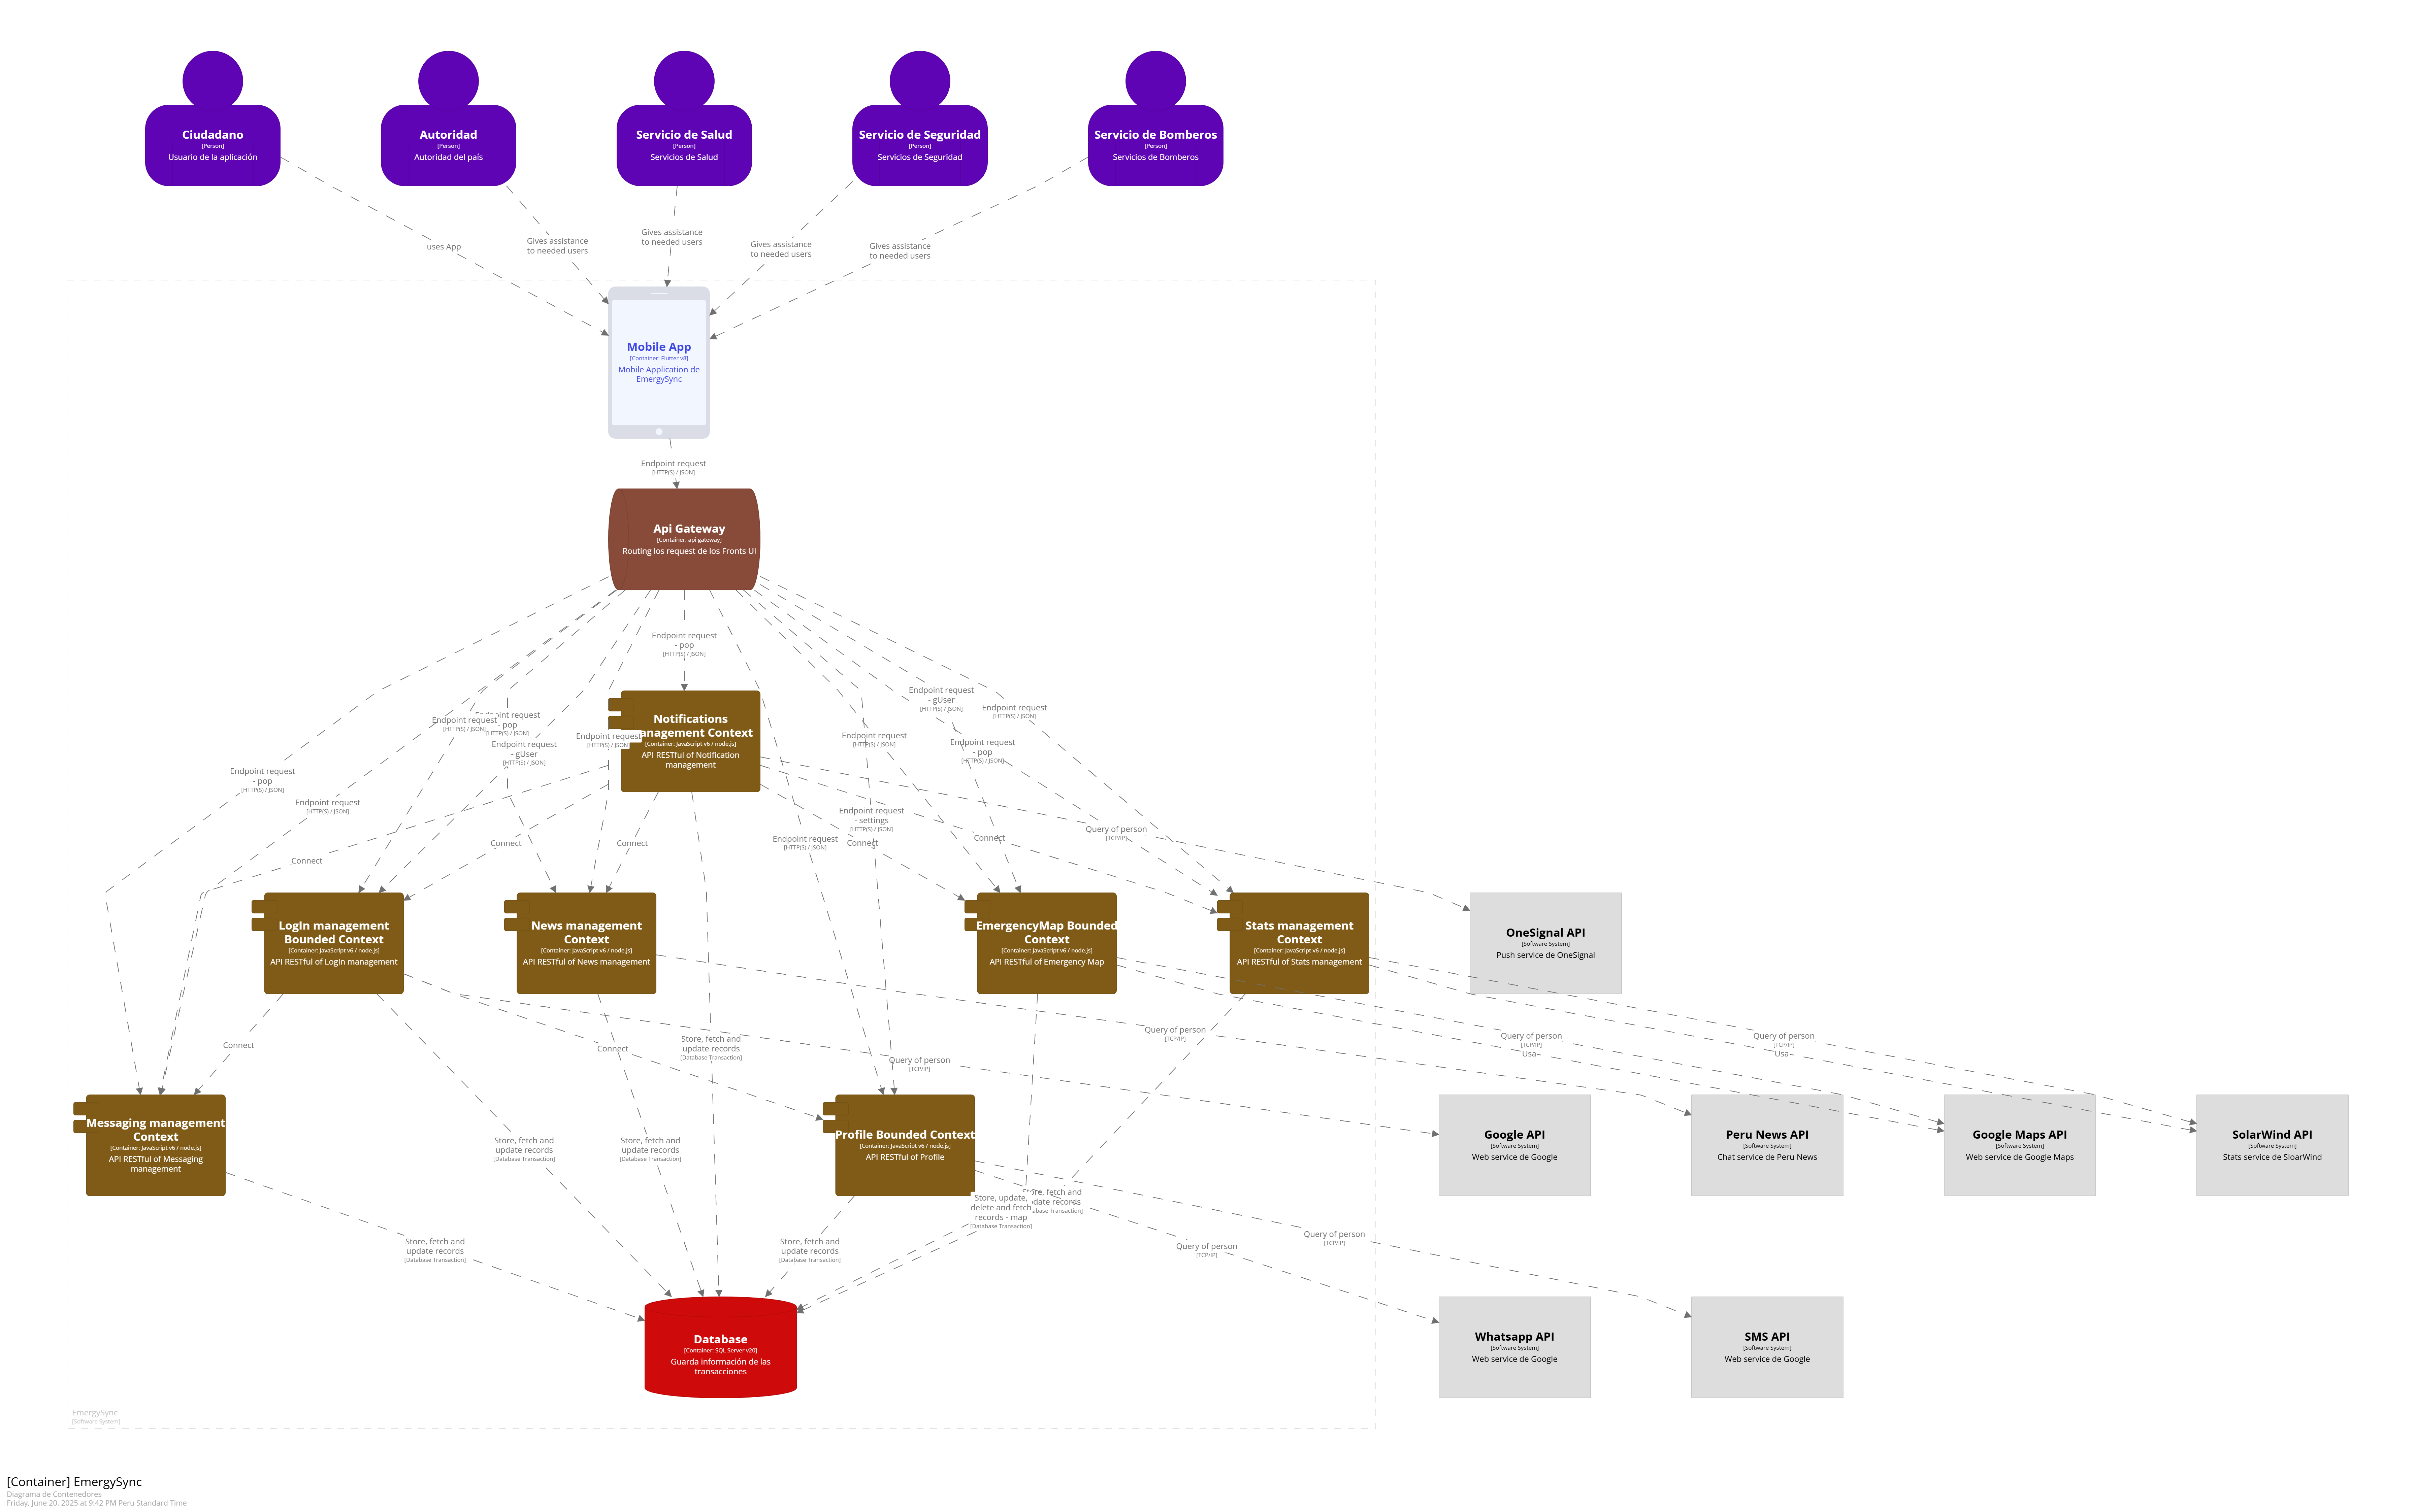 Ciudadano
[Person]
Usuario de la aplicación
Autoridad
[Person]
Autoridad del país
Servicio de Salud
[Person]
Servicios de Salud
Servicio de Seguridad
[Person]
Servicios de Seguridad
Servicio de Bomberos
[Person]
Servicios de Bomberos
uses App
Gives assistance
to needed users
Gives assistance
to needed users
Gives assistance
to needed users
Gives assistance
to needed users
Mobile App
[Container: Flutter v8]
Mobile Application de
EmergySync
Endpoint request
[HTTP(S) / JSON]
Api Gateway
[Container: api gateway]
Routing los request de los Fronts UI
Endpoint request
- pop
[HTTP(S) / JSON]
Endpoint request
- gUser
[HTTP(S) / JSON]
Endpoint request
[HTTP(S) / JSON]
Endpoint request
[HTTP(S) / JSON]
request
- pop
[HTTP(S) / JSON]
Endpoint request
- gUser
[HTTP(S) / JSON]
Endpoint request
[HTTP(S) / JSON]
Notifications
Context
[Container: JavaScript v6 / node.js]
API RESTful of Notification
management
Endpoint request
[HTTP(S) / JSON]
Endpoint request
- pop
[HTTP(S) / JSON]
Endpoint request
- pop
[HTTP(S) / JSON]
Endpoint request
[HTTP(S) / JSON]
Endpoint request
- settings
[HTTP(S) / JSON]
Endpoint request
[HTTP(S) / JSON]
Connect
Connect
Connect
Connect
Connect
Query of person
[TCP/IP]
LogIn management
Bounded Context
[Container: JavaScript v6 / node.js]
API RESTful of LogIn management
News management
Context
[Container: JavaScript v6 / node.js]
API RESTful of News management
EmergencyMap Bounded
Context
[Container: JavaScript v6 / node.js]
API RESTful of Emergency Map
Stats management
Context
[Container: JavaScript v6 / node.js]
API RESTful of Stats management
OneSignal API
[Software System]
Push service de OneSignal
Connect
Connect
Store, fetch and
update records
[Database Transaction]
Query of person
[TCP/IP]
Query of person
[TCP/IP]
Query of person
[TCP/IP]
Usa
Query of person
[TCP/IP]
Usa
Messaging management
Context
[Container: JavaScript v6 / node.js]
API RESTful of Messaging
management
Store, fetch and
update records
[Database Transaction]
Store, fetch and
update records
[Database Transaction]
Profile Bounded Context
[Container: JavaScript v6 / node.js]
API RESTful of Profile
Google API
[Software System]
Web service de Google
Peru News API
[Software System]
Chat service de Peru News
Google Maps API
[Software System]
Web service de Google Maps
SolarWind API
[Software System]
Stats service de SloarWind
Store, update,
delete and fetch
records - map
[Database Transaction]
fetch and
records
Transaction]
Store, fetch and
update records
[Database Transaction]
Store, fetch and
update records
[Database Transaction]
Query of person
[TCP/IP]
Query of person
[TCP/IP]
Database
[Container: SQL Server v20]
Guarda información de las
transacciones
Whatsapp API
[Software System]
Web service de Google
SMS API
[Software System]
Web service de Google
EmergySync
[Software System]
[Container] EmergySync
Diagrama de Contenedores
Friday, June 20, 2025 at 9:42 PM Peru Standard Time